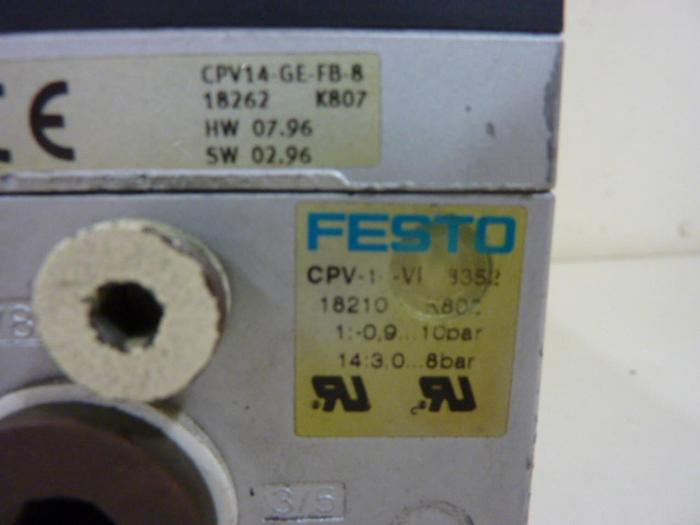 CE
CPV14-GE-FB-8
18262 K807
HW 07.96
SW 02.96
FESTO
18210 K802
1:-0,9...10bar
14:3,0...8bar
3/5